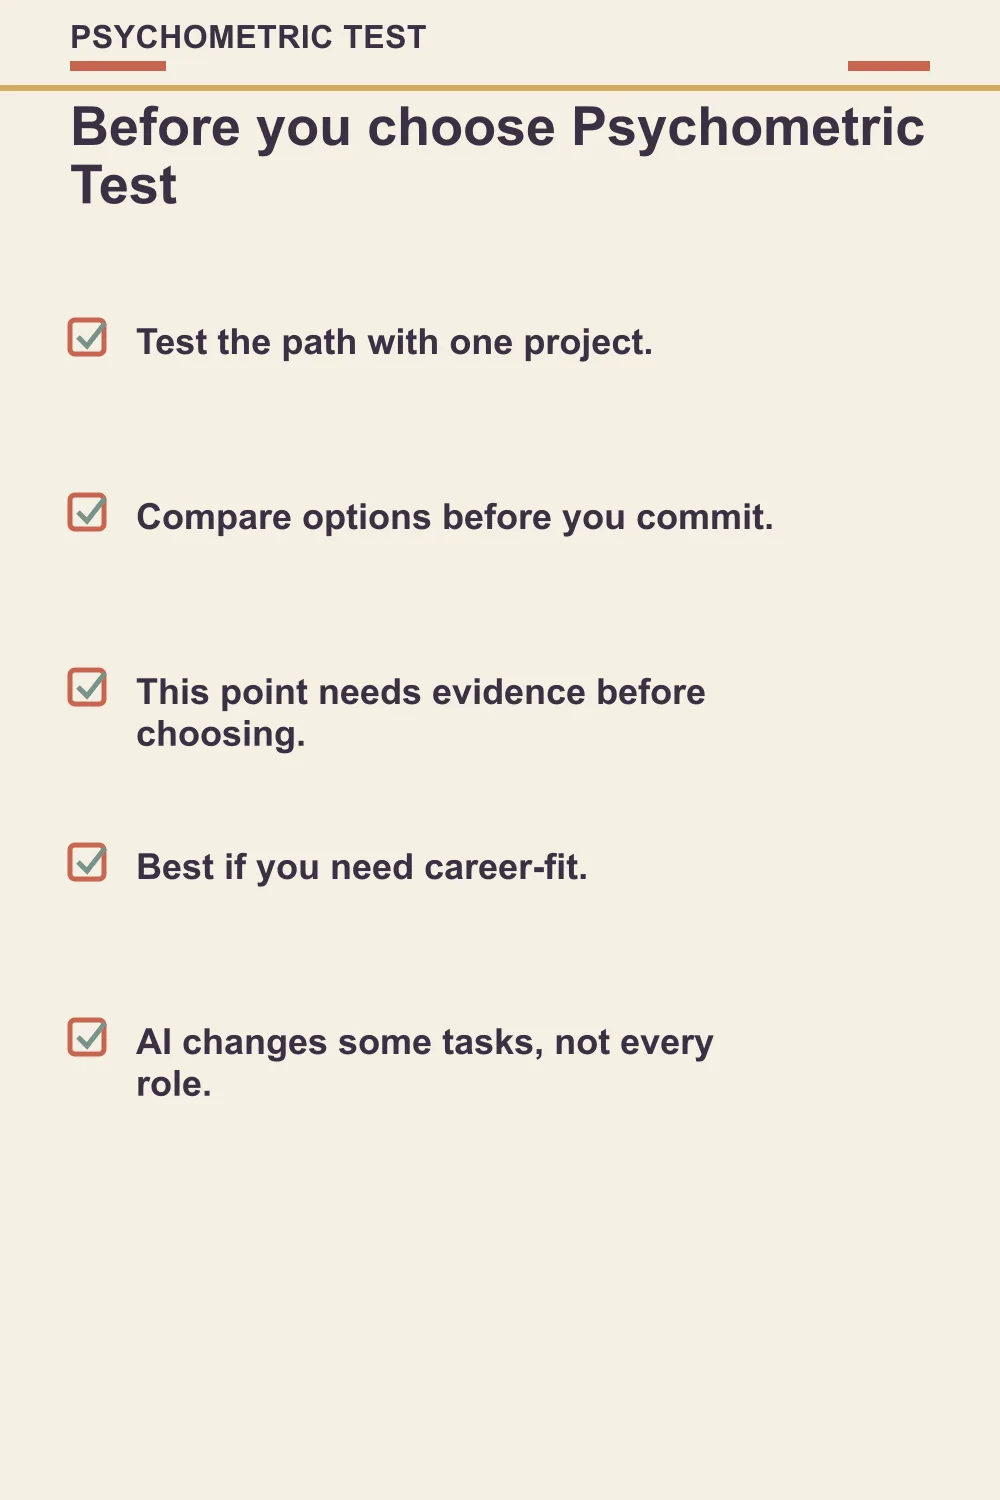 PSYCHOMETRIC TEST
Before you choose Psychometric
Test
Test the path with one project.
Compare options before you commit.
This point needs evidence before
choosing.
Best if you need career-fit.
AI changes some tasks, not every
role.